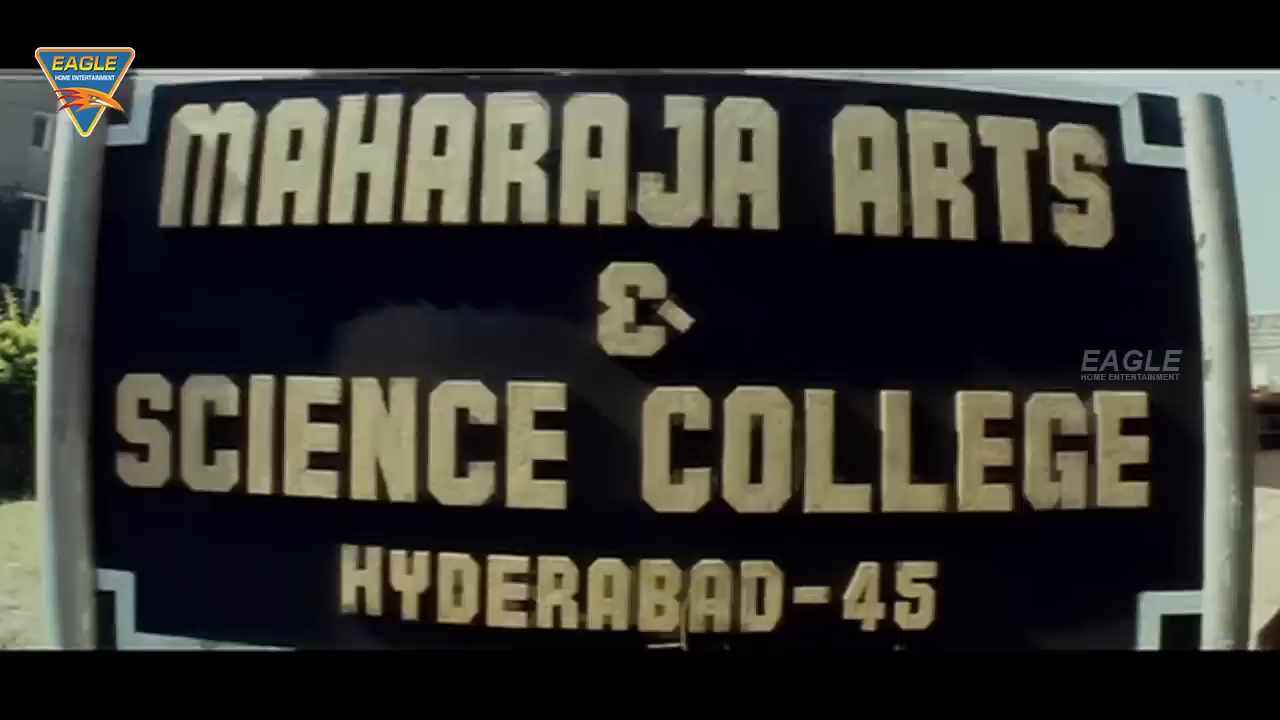 EAGLE
HOME ENTERTAINMENT
MAHARAJA ARTS
&
SCIENCE COLLEGE
HYDERABAD-45
EAGLE
HOME ENTERTAINMENT